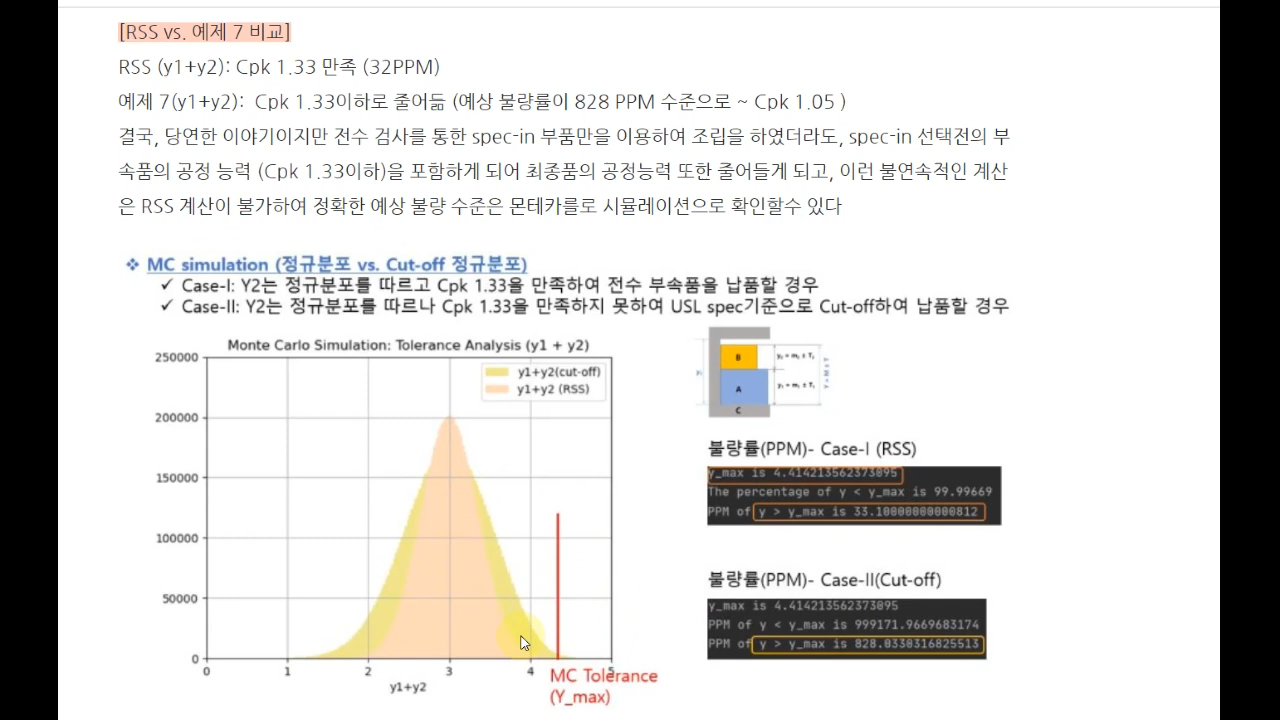 [RSS vs. 예제 7 비교]
RSS (y1+y2): Cpk 1.33 만족 (32PPM)
예제 7(y1+y2):  Cpk 1.33이하로 줄어듦 (예상 불량률이 828 PPM 수준으로 ~ Cpk 1.05 )
결국, 당연한 이야기이지만 전수 검사를 통한 spec-in 부품만을 이용하여 조립을 하였더라도, spec-in 선택전의 부
속품의 공정 능력 (Cpk 1.33이하)을 포함하게 되어 최종품의 공정능력 또한 줄어들게 되고, 이런 불연속적인 계산
은 RSS 계산이 불가하여 정확한 예상 불량 수준은 몬테카를로 시뮬레이션으로 확인할수 있다
❖ MC simulation (정규분포 vs. Cut-off 정규분포)
✓ Case-I: Y2는 정규분포를 따르고 Cpk 1.33을 만족하여 전수 부속품을 납품할 경우
✓ Case-II: Y2는 정규분포를 따르나 Cpk 1.33을 만족하지 못하여 USL spec기준으로 Cut-off하여 납품할 경우
Monte Carlo Simulation: Tolerance Analysis (y1 + y2)
250000
200000
150000
100000
50000
0
y1+y2(cut-off)
y1+y2 (RSS)
0 1 2 3 4 5
y1+y2
MC Tolerance
(Y_max)
B
A
C
불량률(PPM)- Case-I (RSS)
y_max is 4.414213562373095
The percentage of y < y_max is 99.99669
PPM of y > y_max is 33.10000000000812
불량률(PPM)- Case-II(Cut-off)
y_max is 4.414213562373095
PPM of y < y_max is 999171.9669683174
PPM of y > y_max is 828.0330316825513